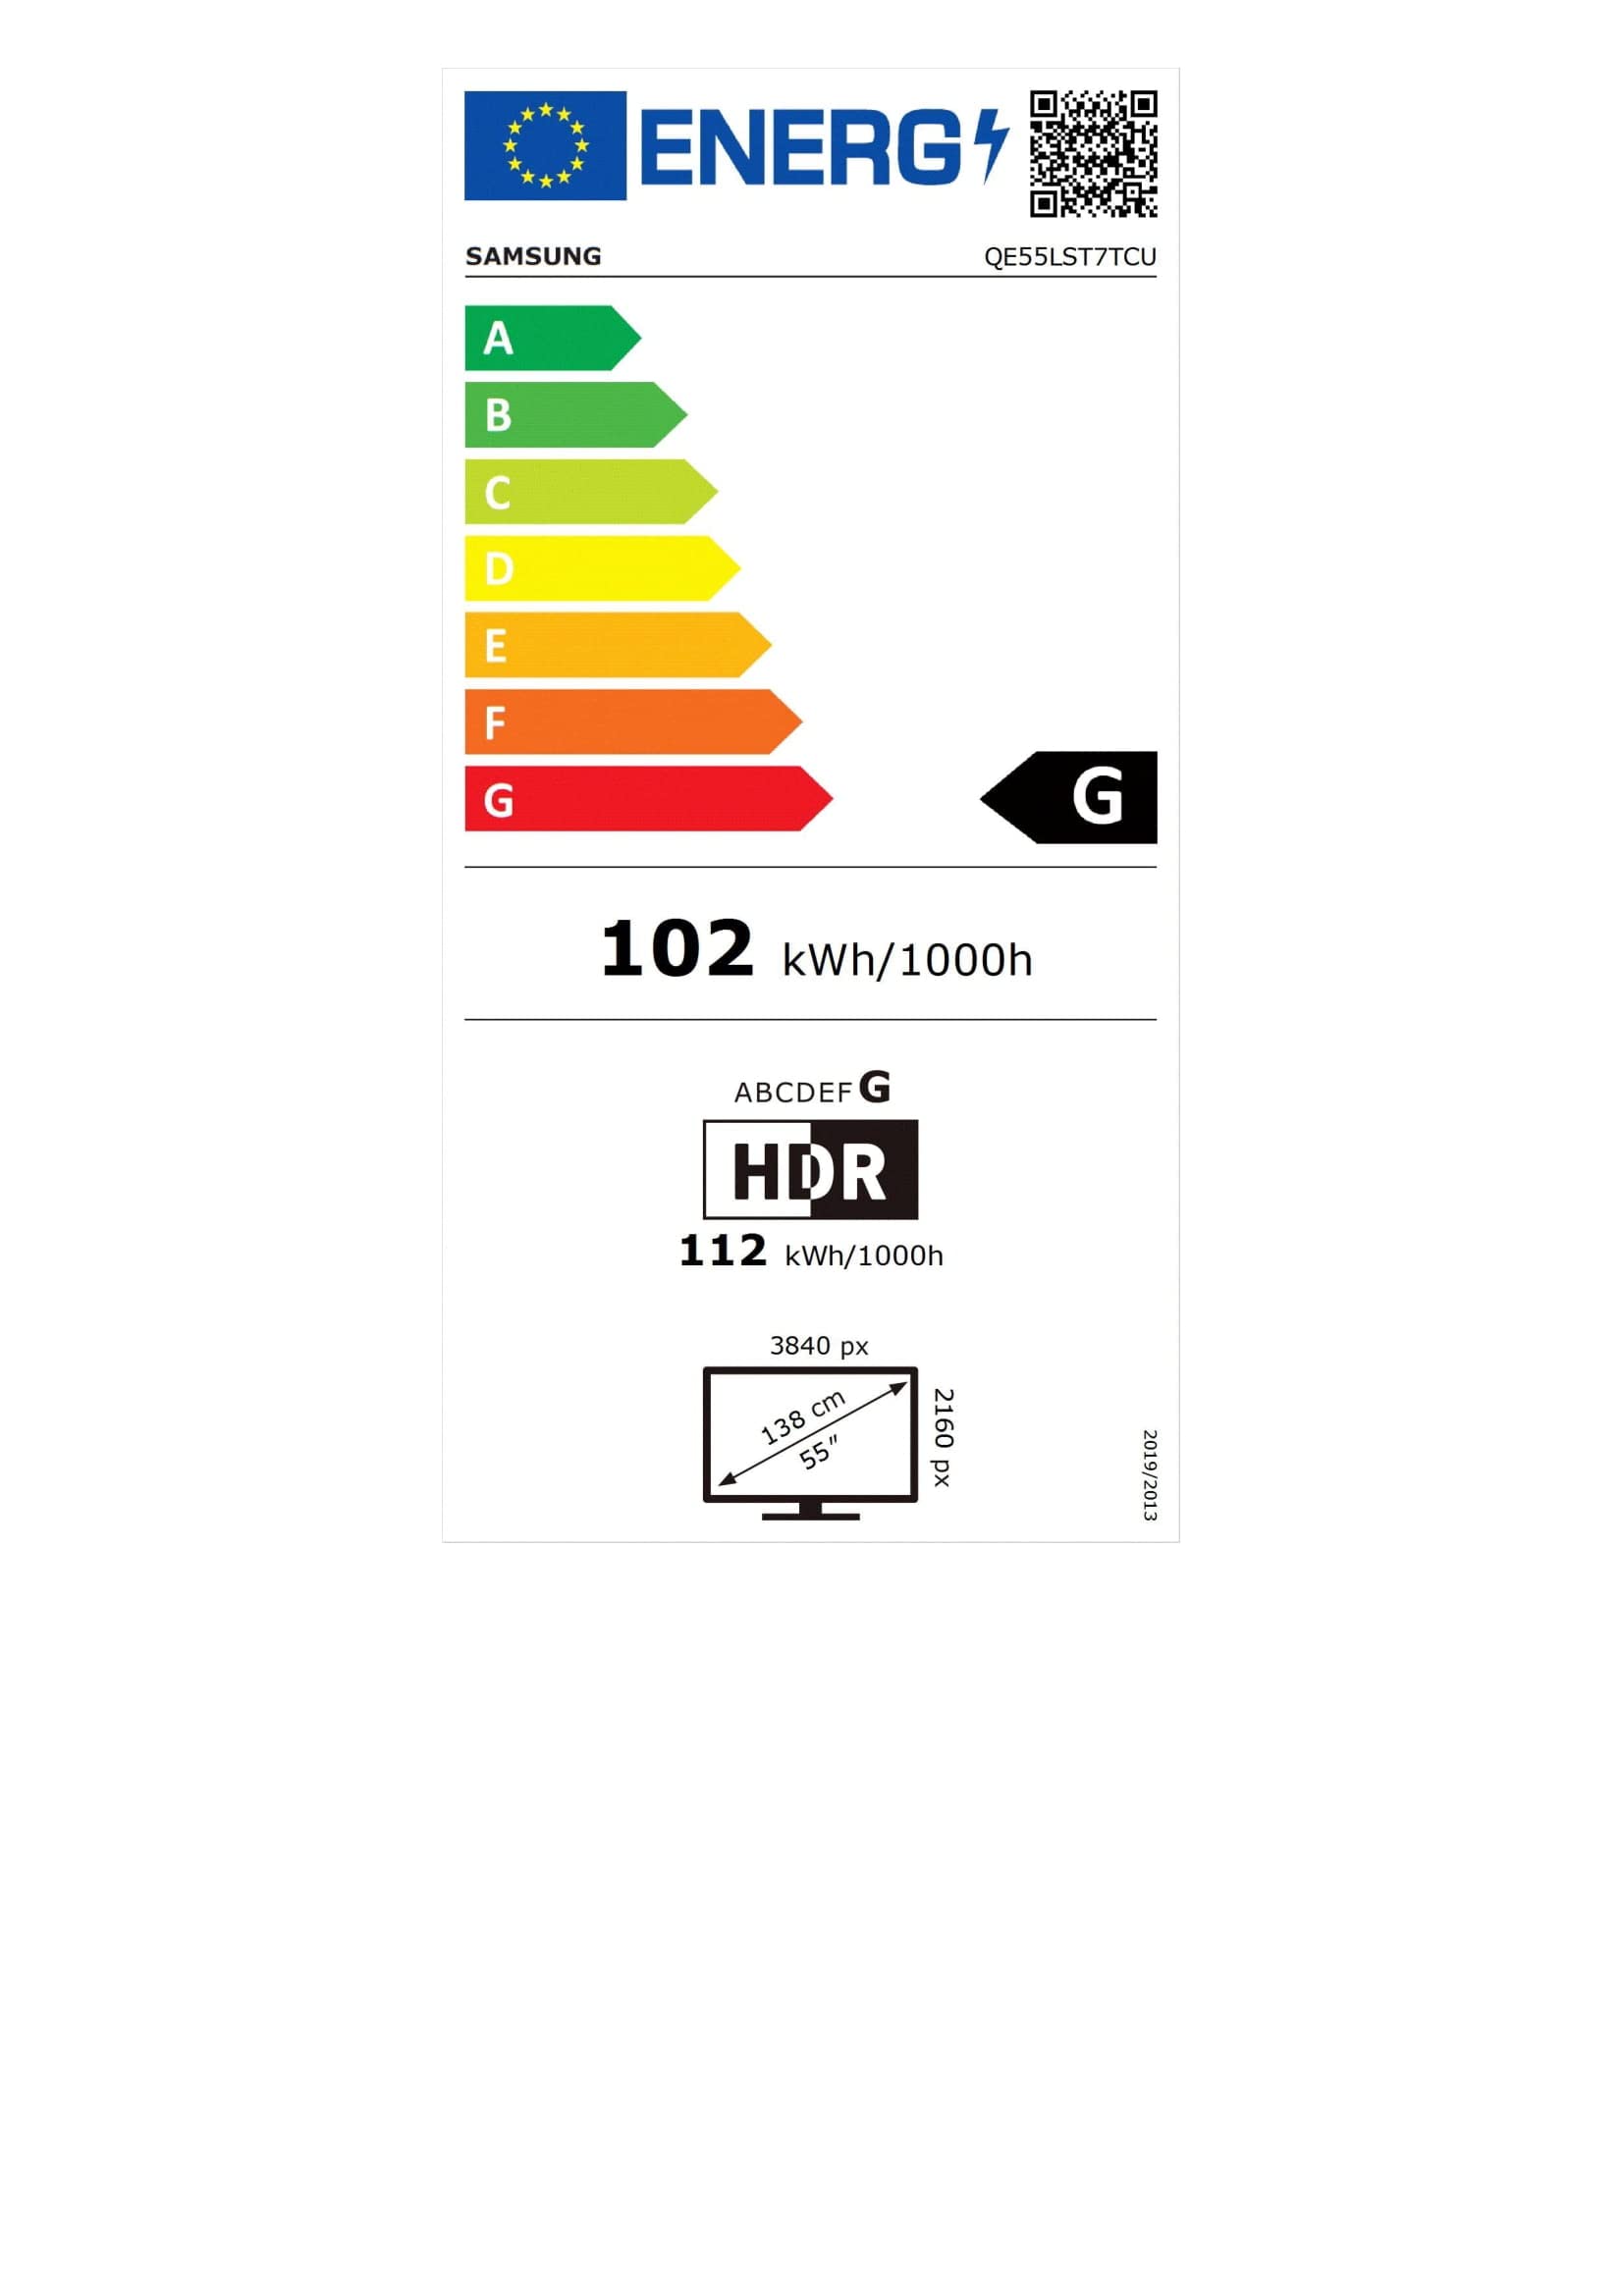 ENERG
SAMSUNG QE55LST7TCU
A
B
C
D
E
F
G
G
102 kWh/1000h
ABCDEFG
HDR
112 kWh/1000h
3840 px
138 cm
55"
2160 px
2019/2013